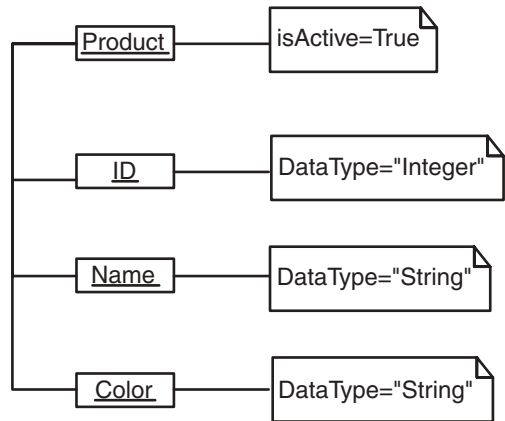 Product
isActive=True
ID
DataType="Integer"
Name
DataType="String"
Color
DataType="String"